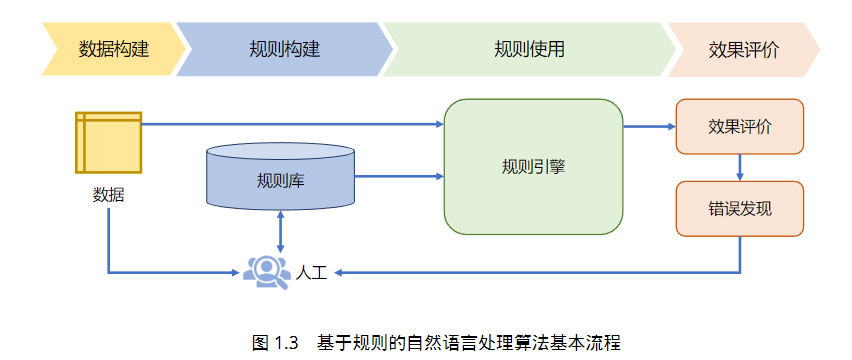 数据构建
规则构建
规则使用
效果评价
数据
规则库
规则引擎
效果评价
错误发现
人工
图 1.3 基于规则的自然语言处理算法基本流程